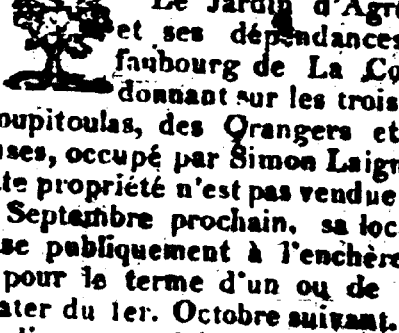 Le Jardin d'Agré
et ses dépendances
faubourg de La Co
donnant sur les trois
oupitoulas, des Orangers et
uses, occupé par Simon Laign
te propriété n'est pas vendue
Septembre prochain, sa loc
se publiquement à l'enchère
pour le terme d'un ou de
ater du 1er. Octobre suivant.